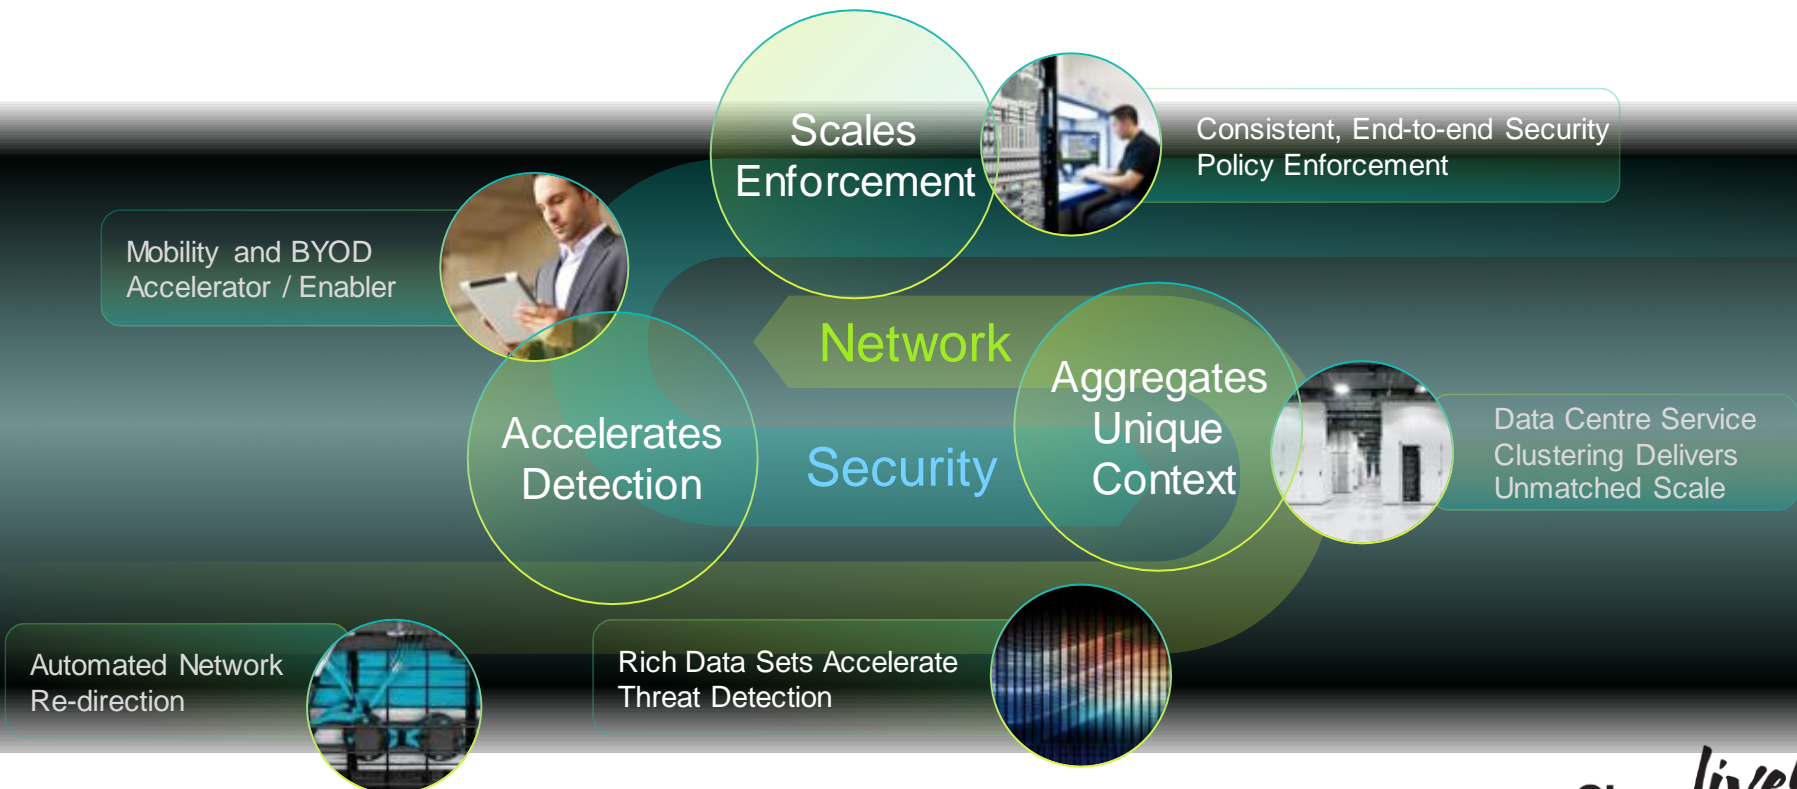 Scales
Enforcement
Consistent, End-to-end Security
Policy Enforcement
Mobility and BYOD
Accelerator / Enabler
Network
Aggregates
Unique
Context
Accelerates
Detection
Security
Data Centre Service
Clustering Delivers
Unmatched Scale
Automated Network
Re-direction
Rich Data Sets Accelerate
Threat Detection